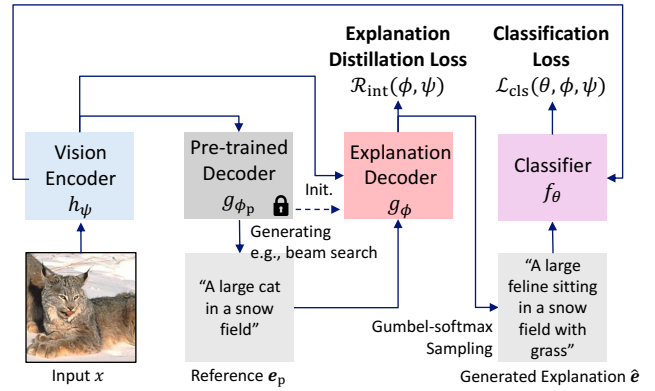 Explanation
Distillation Loss
ℛint(ϕ, ψ)
Classification
Loss
ℒcls(θ, ϕ, ψ)
Vision
Encoder
hψ
Pre-trained
Decoder
gϕp
Init.
Explanation
Decoder
gϕ
Classifier
fθ
Generating
e.g., beam search
“A large cat
in a snow
field”
Gumbel-softmax
Sampling
“A large
feline sitting
in a snow
field with
grass”
Input x
Reference ep
Generated Explanation ê